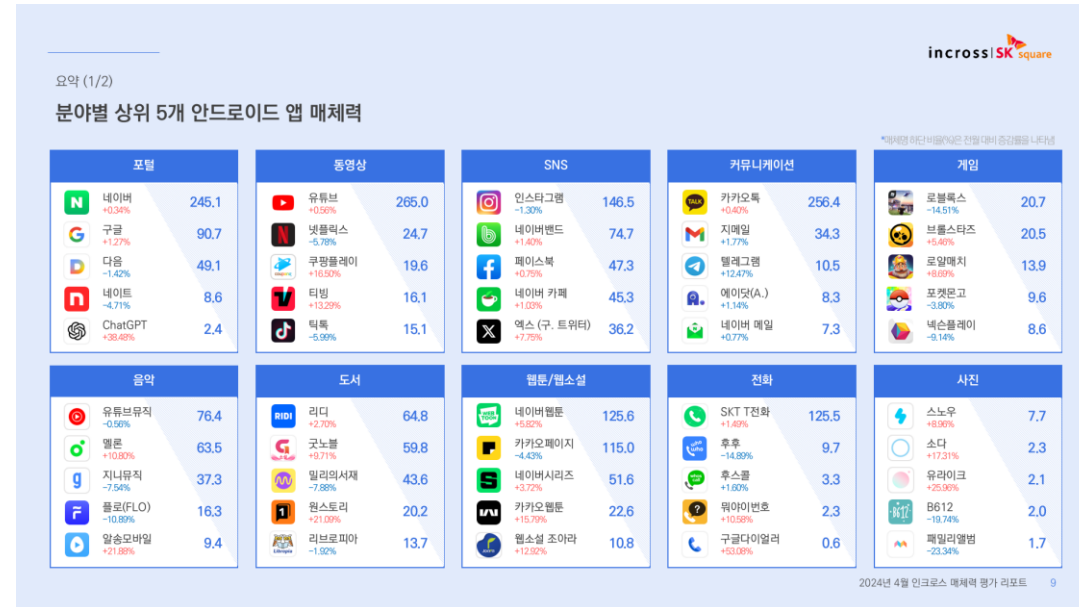 incross | SK square
요약 (1/2)
분야별 상위 5개 안드로이드 앱 매체력
*매체명 하단 비율(%)은 전월 대비 증감률을 나타냄
포털
네이버 245.1
+0.34%
구글 90.7
+1.27%
다음 49.1
-1.42%
네이트 8.6
-4.71%
ChatGPT 2.4
+38.48%
동영상
유튜브 265.0
+0.56%
넷플릭스 24.7
-5.78%
쿠팡플레이 19.6
+16.50%
티빙 16.1
+13.29%
틱톡 15.1
-5.99%
SNS
인스타그램 146.5
-1.30%
네이버밴드 74.7
+1.40%
페이스북 47.3
+0.75%
네이버 카페 45.3
+1.03%
엑스 (구. 트위터) 36.2
+7.75%
커뮤니케이션
카카오톡 256.4
+0.40%
지메일 34.3
+1.77%
텔레그램 10.5
+12.47%
에이닷(A.) 8.3
+1.14%
네이버 메일 7.3
+0.77%
게임
로블록스 20.7
-14.51%
브롤스타즈 20.5
+5.46%
로얄매치 13.9
+8.69%
포켓몬고 9.6
-3.80%
넥슨플레이 8.6
-9.14%
음악
유튜브뮤직 76.4
-0.56%
멜론 63.5
+10.80%
지니뮤직 37.3
-7.54%
플로(FLO) 16.3
-10.89%
알송모바일 9.4
+21.88%
도서
RIDI
리디 64.8
+2.70%
굿노블 59.8
+9.71%
밀리의서재 43.6
-7.88%
원스토리 20.2
+21.09%
리브로피아 13.7
-1.92%
웹툰/웹소설
네이버웹툰 125.6
+5.82%
카카오페이지 115.0
-4.43%
네이버시리즈 51.6
+3.72%
카카오웹툰 22.6
+15.79%
웹소설 조아라 10.8
+12.92%
전화
SKT T전화 125.5
+1.49%
후후 9.7
-14.89%
후스콜 3.3
+1.60%
뭐야이번호 2.3
+10.58%
구글다이얼러 0.6
+53.08%
사진
스노우 7.7
+8.96%
소다 2.3
+17.31%
유라이크 2.1
+25.96%
B612 2.0
-19.74%
패밀리앨범 1.7
-23.34%
2024년 4월 인크로스 매체력 평가 리포트 9